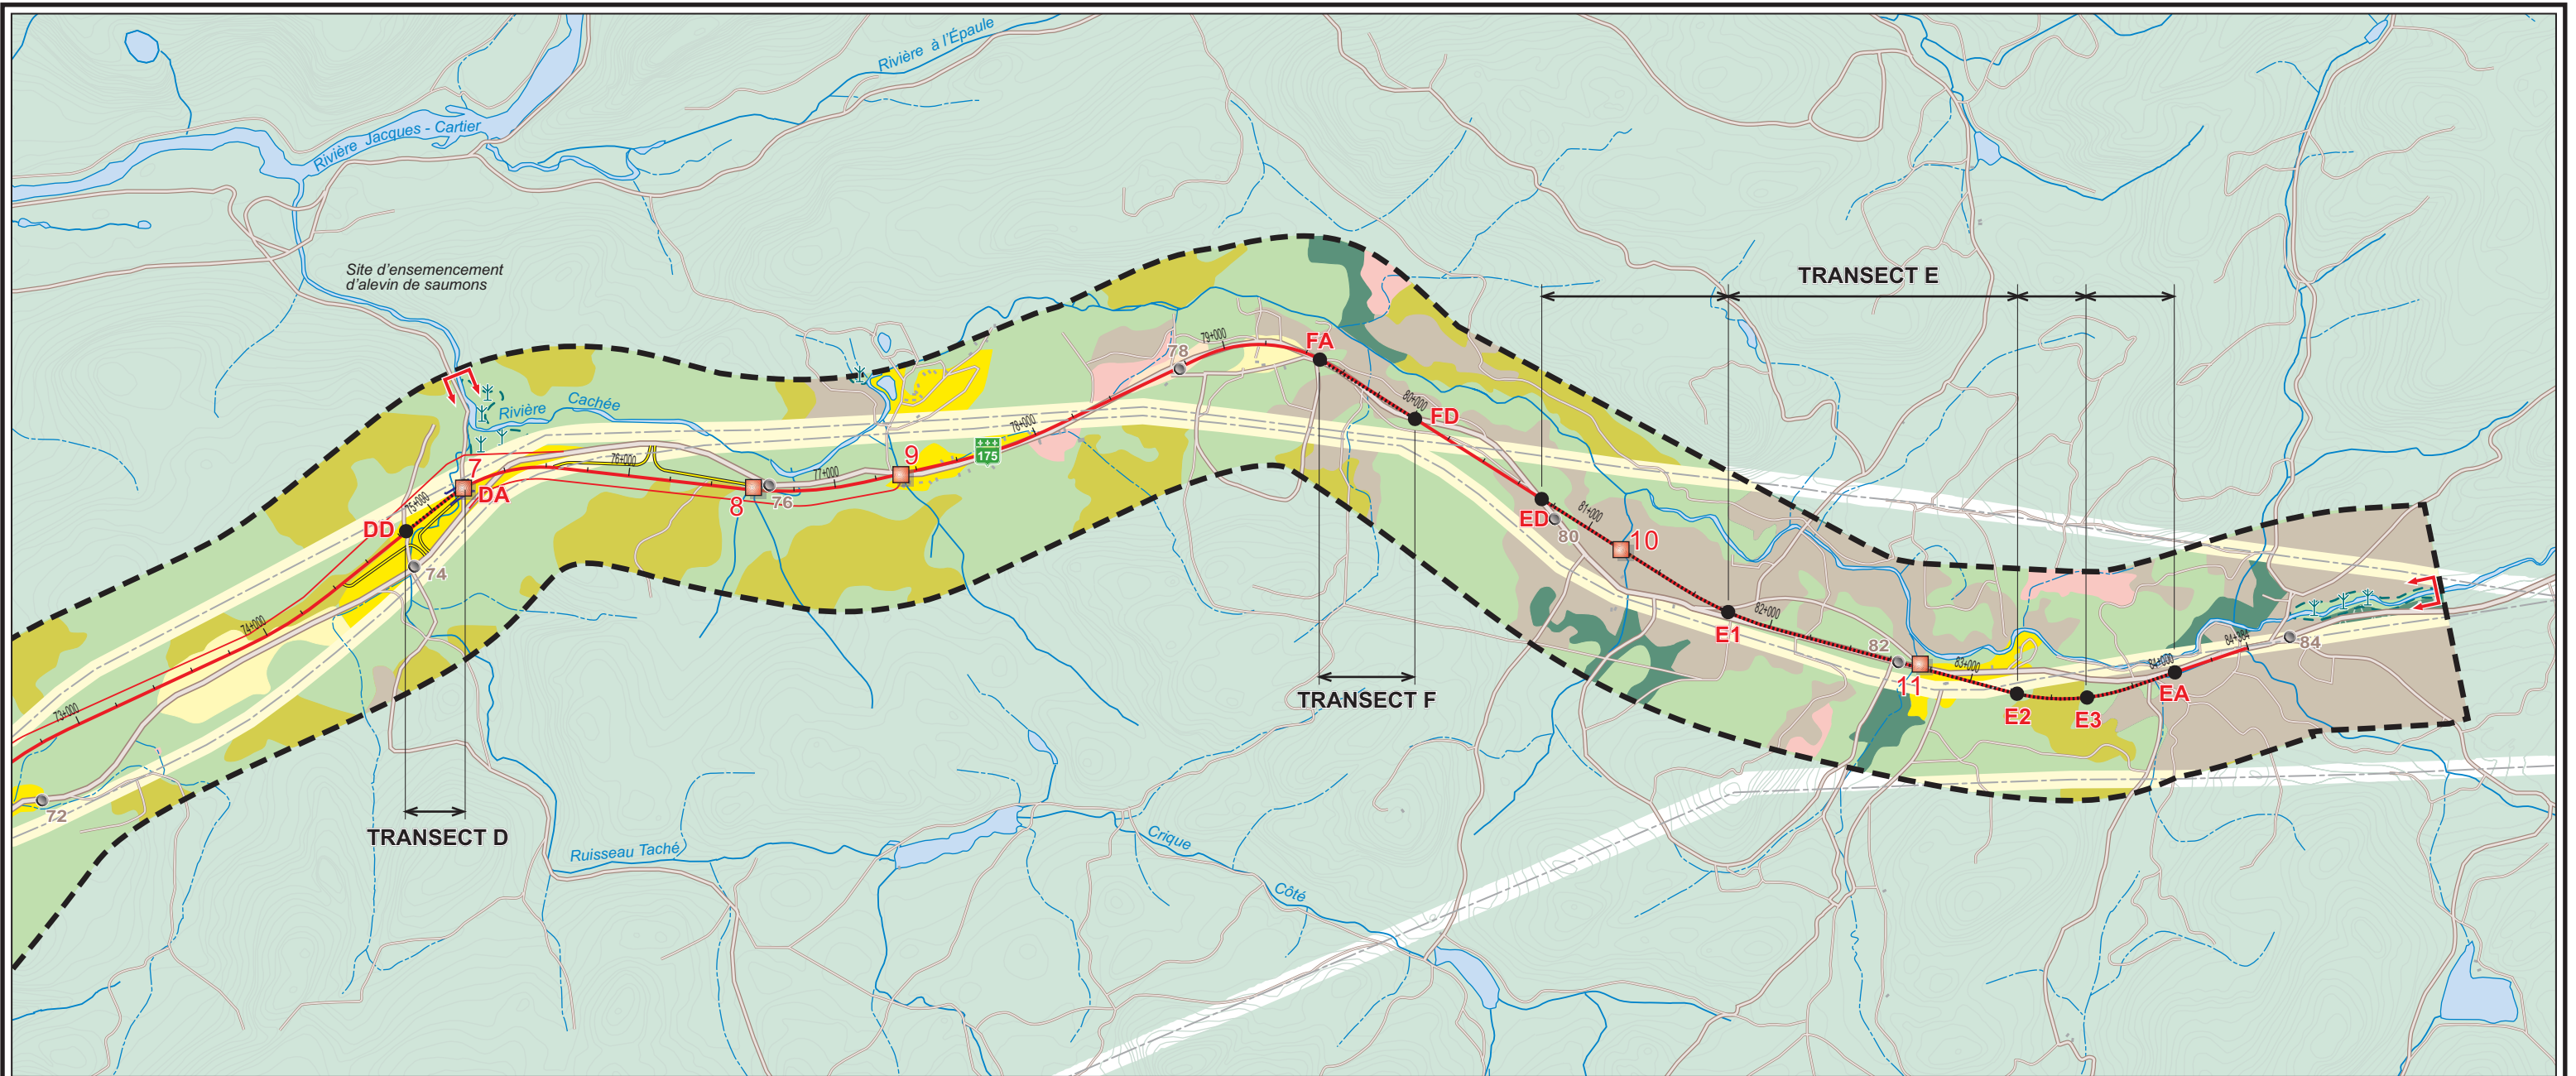 Rivière à l'Épaule
Rivière Jacques - Cartier
Site d'ensemencement
d'alevin de saumons
TRANSECT E
79+000
FA
78
Rivière Cachée
80+000
FD
78+000
+++
175
9
7
76+000
77+000
DA
75+000
8
76
DD
ED
81+000
80
10
74
74+000
82+000
E1
82
83+000
84+000
84+984
84
11
EA
E2
E3
TRANSECT F
73+000
72
TRANSECT D
Ruisseau Taché
Crique
Côté